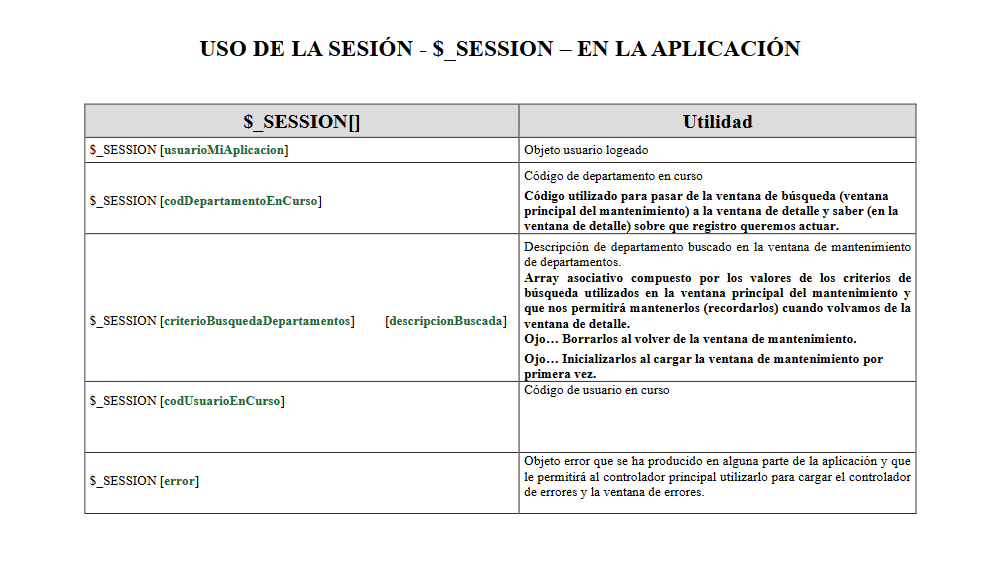 USO DE LA SESIÓN - $_SESSION – EN LA APLICACIÓN
$_SESSION[]
Utilidad
$_SESSION [usuarioMiAplicacion]
Objeto usuario logeado
$_SESSION [codDepartamentoEnCurso]
Código de departamento en curso
Código utilizado para pasar de la ventana de búsqueda (ventana
principal del mantenimiento) a la ventana de detalle y saber (en la
ventana de detalle) sobre que registro queremos actuar.
$_SESSION [criterioBusquedaDepartamentos] [descripcionBuscada]
Descripción de departamento buscado en la ventana de mantenimiento
de departamentos.
Array asociativo compuesto por los valores de los criterios de
búsqueda utilizados en la ventana principal del mantenimiento y
que nos permitirá mantenerlos (recordarlos) cuando volvamos de la
ventana de detalle.
Ojo… Borrarlos al volver de la ventana de mantenimiento.
Ojo… Inicializarlos al cargar la ventana de mantenimiento por
primera vez.
$_SESSION [codUsuarioEnCurso]
Código de usuario en curso
$_SESSION [error]
Objeto error que se ha producido en alguna parte de la aplicación y que
le permitirá al controlador principal utilizarlo para cargar el controlador
de errores y la ventana de errores.